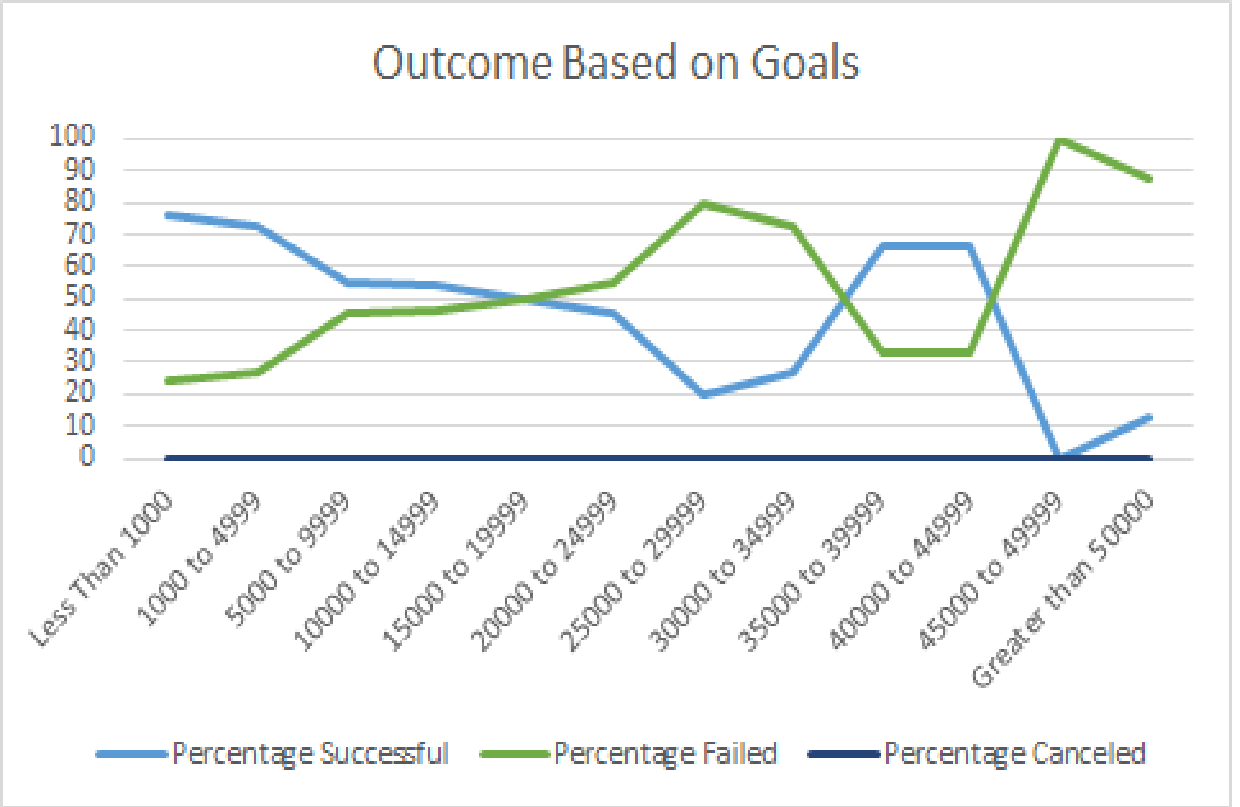 Outcome Based on Goals
100
90
80
70
60
50
40
30
20
10
0
Less Than 1000
1000 to 4999
5000 to 9999
10000 to 14999
15000 to 19999
20000 to 24999
25000 to 29999
30000 to 34999
35000 to 39999
40000 to 44999
45000 to 49999
Greater than 50000
Percentage Successful
Percentage Failed
Percentage Canceled